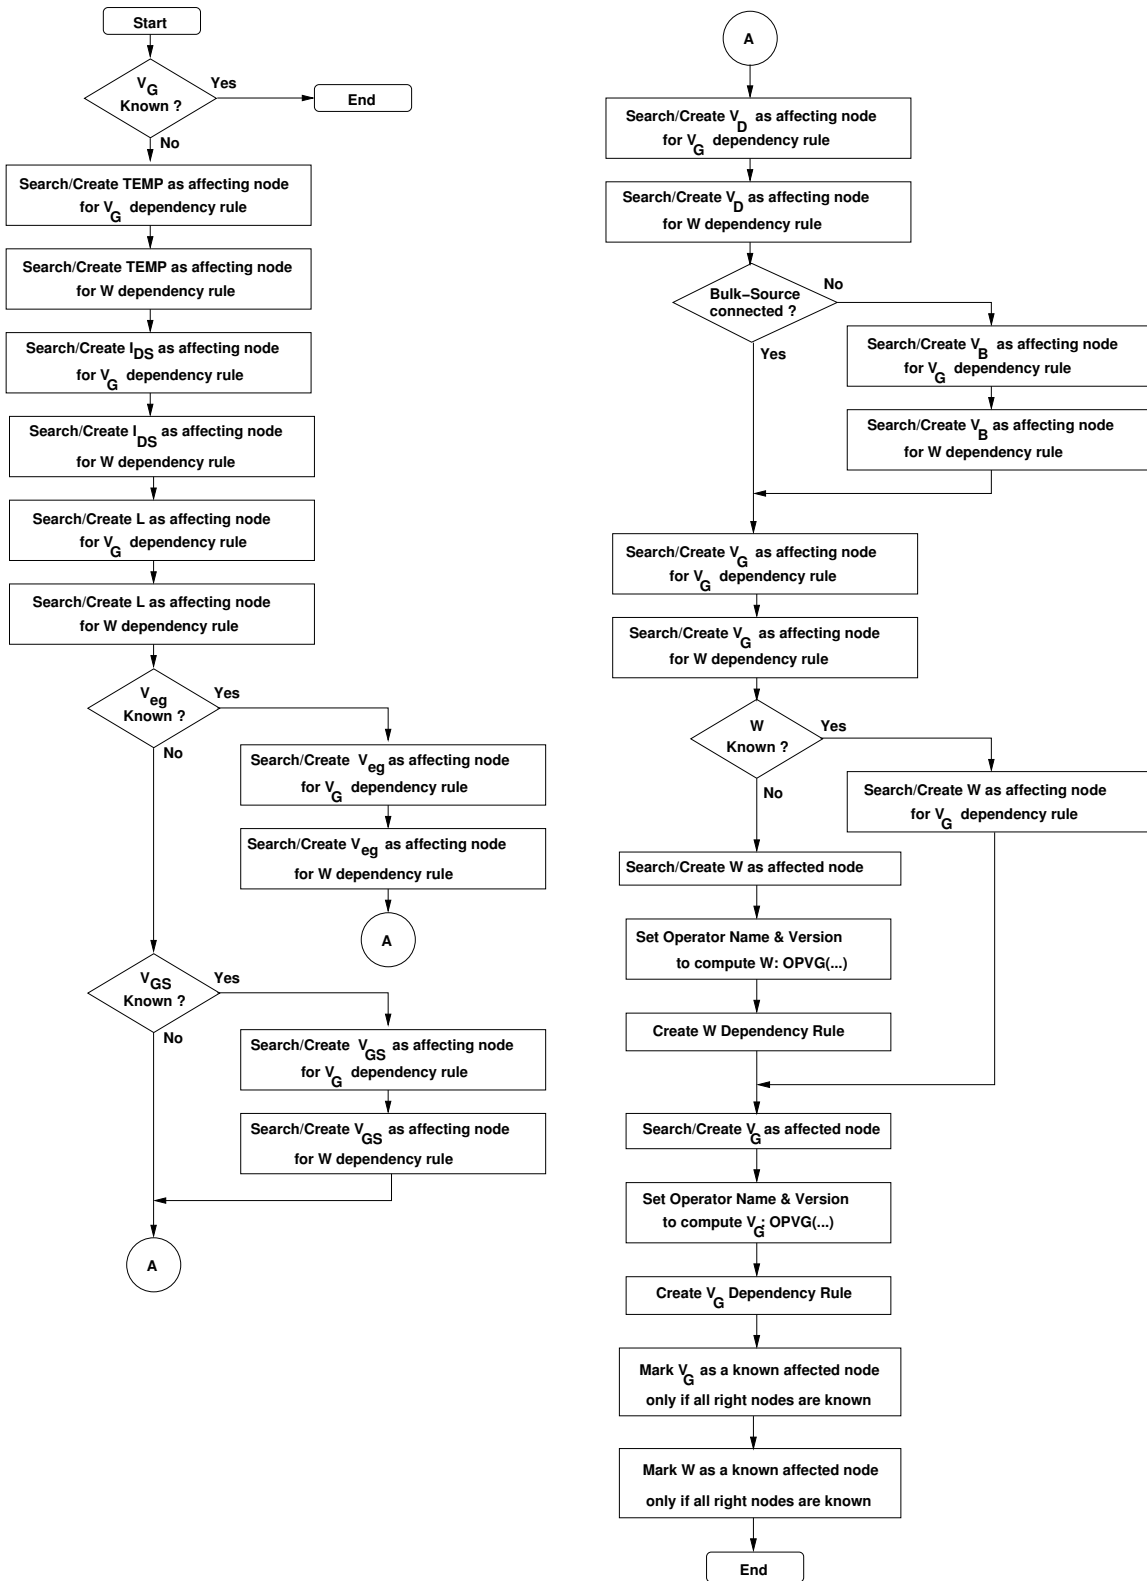 Start
V_G
Known ?
Yes
End
No
Search/Create TEMP as affecting node
for V_G dependency rule
Search/Create TEMP as affecting node
for W dependency rule
Search/Create I_DS as affecting node
for V_G dependency rule
Search/Create I_DS as affecting node
for W dependency rule
Search/Create L as affecting node
for V_G dependency rule
Search/Create L as affecting node
for W dependency rule
V_eg
Known ?
Yes
No
Search/Create V_eg as affecting node
for V_G dependency rule
Search/Create V_eg as affecting node
for W dependency rule
A
V_GS
Known ?
Yes
No
Search/Create V_GS as affecting node
for V_G dependency rule
Search/Create V_GS as affecting node
for W dependency rule
A
A
Search/Create V_D as affecting node
for V_G dependency rule
Search/Create V_D as affecting node
for W dependency rule
Bulk−Source
connected ?
No
Yes
Search/Create V_B as affecting node
for V_G dependency rule
Search/Create V_B as affecting node
for W dependency rule
Search/Create V_G as affecting node
for V_G dependency rule
Search/Create V_G as affecting node
for W dependency rule
W
Known ?
Yes
No
Search/Create W as affecting node
for V_G dependency rule
Search/Create W as affected node
Set Operator Name & Version
to compute W: OPVG(...)
Create W Dependency Rule
Search/Create V_G as affected node
Set Operator Name & Version
to compute V_G: OPVG(...)
Create V_G Dependency Rule
Mark V_G as a known affected node
only if all right nodes are known
Mark W as a known affected node
only if all right nodes are known
End